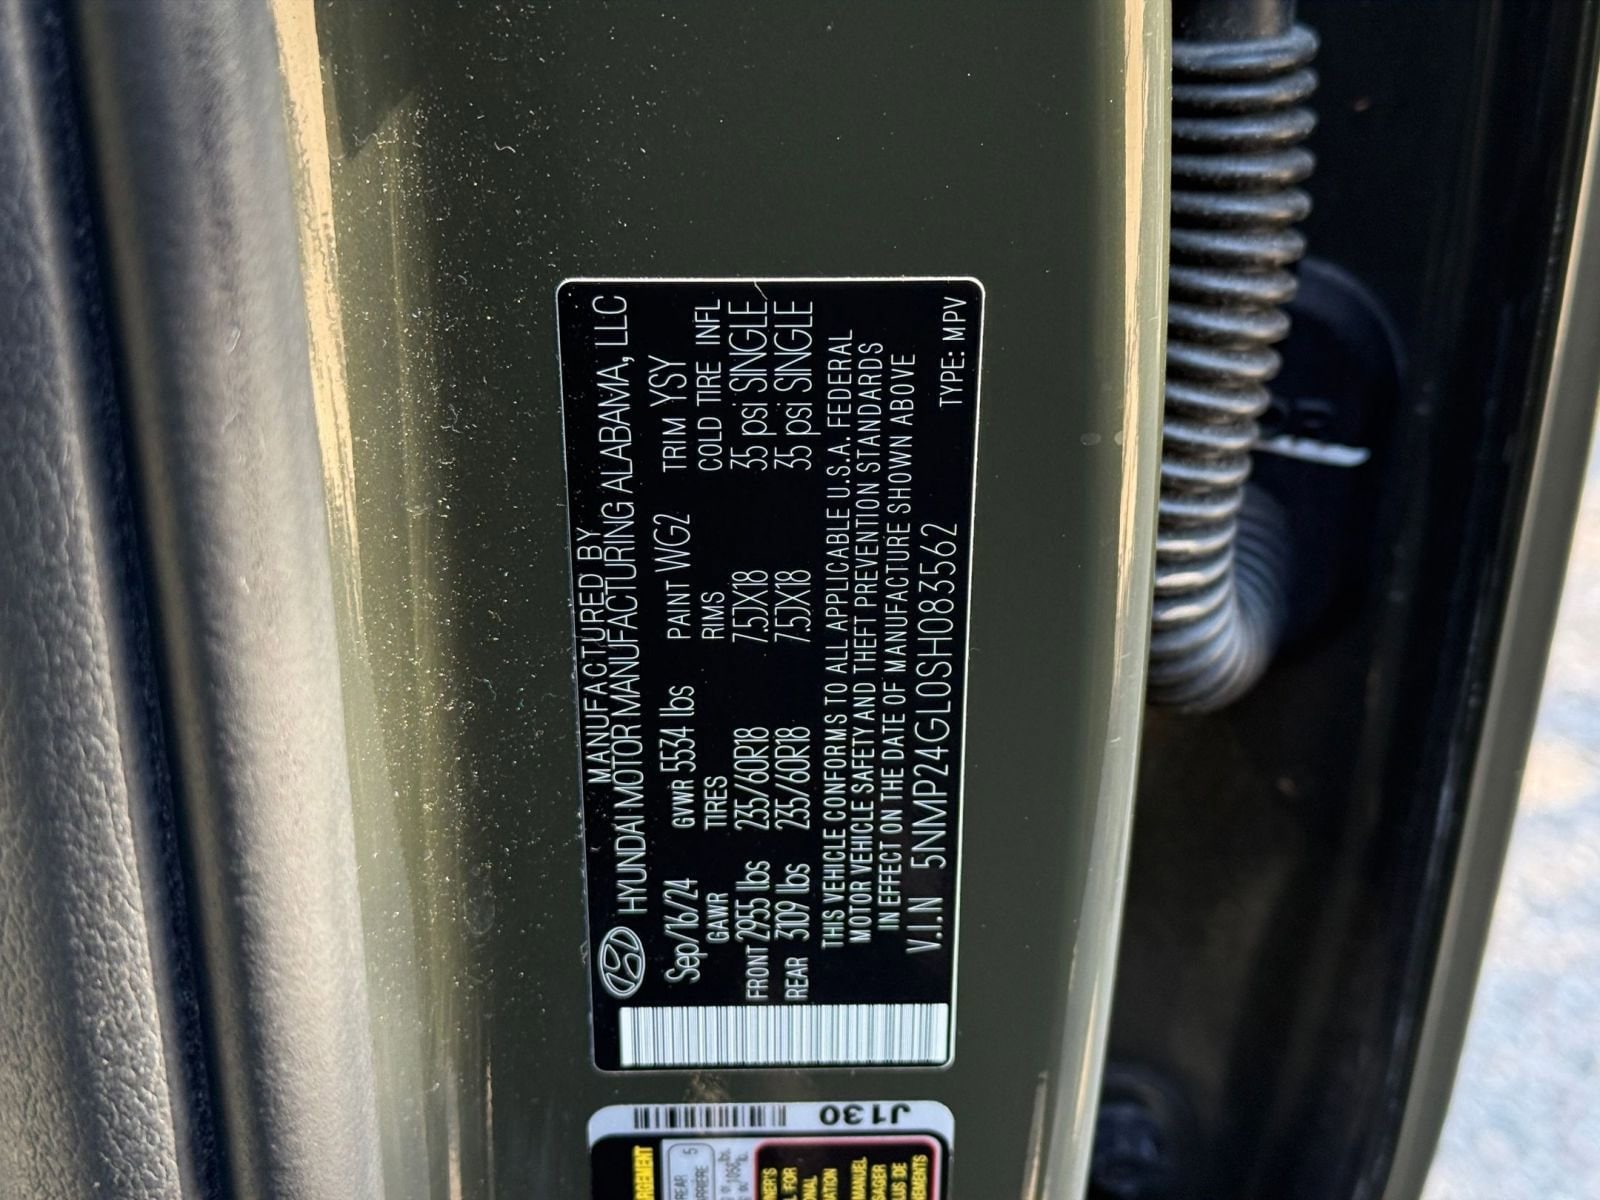 MANUFACTURED BY
HYUNDAI MOTOR MANUFACTURING ALABAMA, LLC
Sep/16/24 GVWR 5534 lbs PAINT WG2 TRIM YSY
GAWR TIRES RIMS COLD TIRE INFL
FRONT 2955 lbs 235/60R18 7.5JX18 35 psi SINGLE
REAR 3109 lbs 235/60R18 7.5JX18 35 psi SINGLE
THIS VEHICLE CONFORMS TO ALL APPLICABLE U.S.A. FEDERAL
MOTOR VEHICLE SAFETY AND THEFT PREVENTION STANDARDS
IN EFFECT ON THE DATE OF MANUFACTURE SHOWN ABOVE
V.I.N 5NMP24GL0SH083562 TYPE: MPV
J130
REAR 5
MANUEL